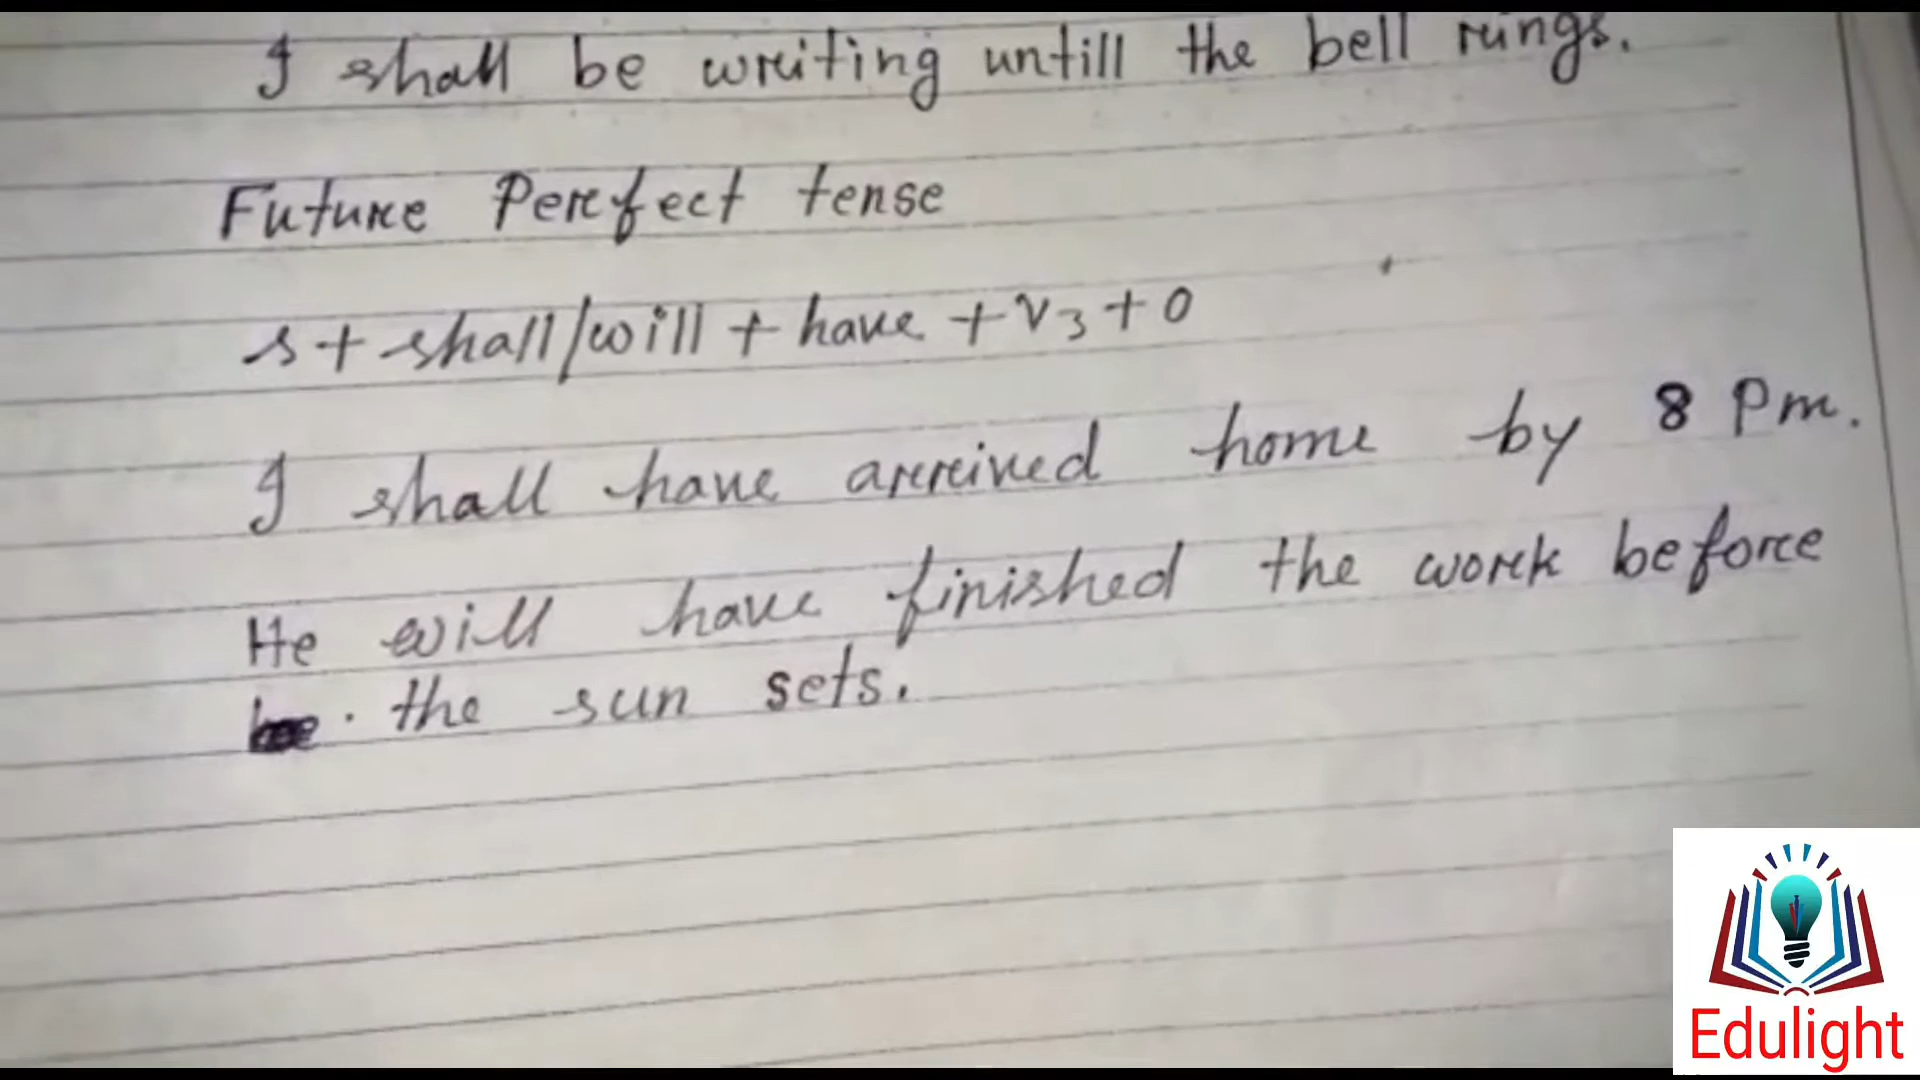 I shall be writing untill the bell rings.
Future Perfect tense
s + shall/will + have + V3 + O
I shall have arrived home by 8 Pm.
He will have finished the work before
the sun sets.
Edulight